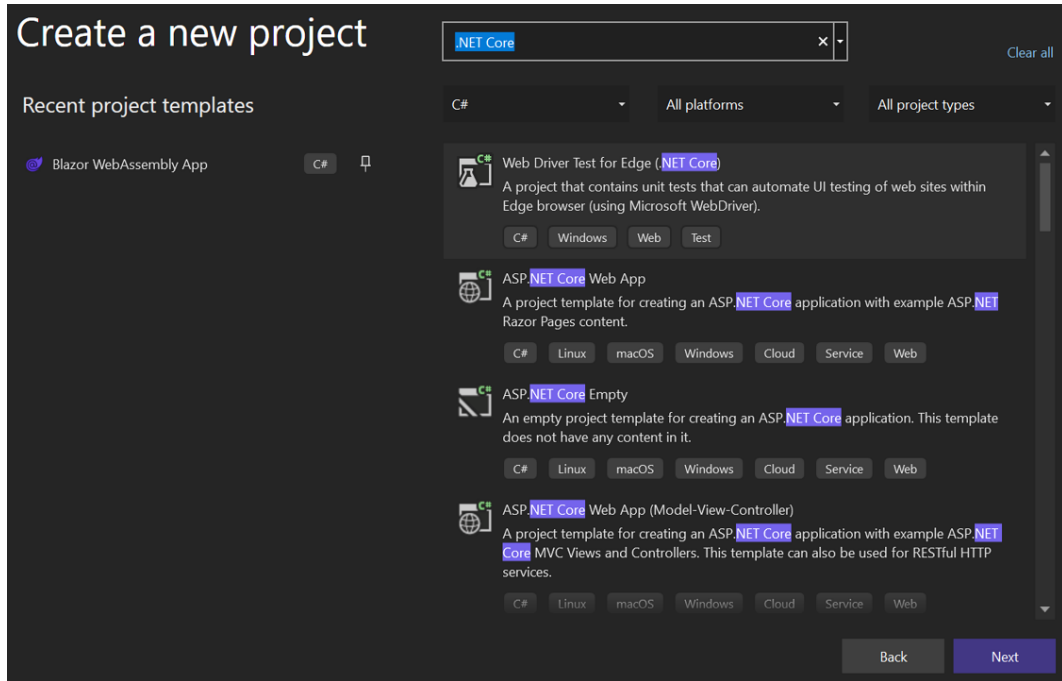 Create a new project
.NET Core
Clear all
Recent project templates
C#
All platforms
All project types
Blazor WebAssembly App
C#
C#
Web Driver Test for Edge (.NET Core)
A project that contains unit tests that can automate UI testing of web sites within
Edge browser (using Microsoft WebDriver).
C# Windows Web Test
C#
ASP.NET Core Web App
A project template for creating an ASP.NET Core application with example ASP.NET
Razor Pages content.
C# Linux macOS Windows Cloud Service Web
C#
ASP.NET Core Empty
An empty project template for creating an ASP.NET Core application. This template
does not have any content in it.
C# Linux macOS Windows Cloud Service Web
C#
ASP.NET Core Web App (Model-View-Controller)
A project template for creating an ASP.NET Core application with example ASP.NET
Core MVC Views and Controllers. This template can also be used for RESTful HTTP
services.
C# Linux macOS Windows Cloud Service Web
Back
Next